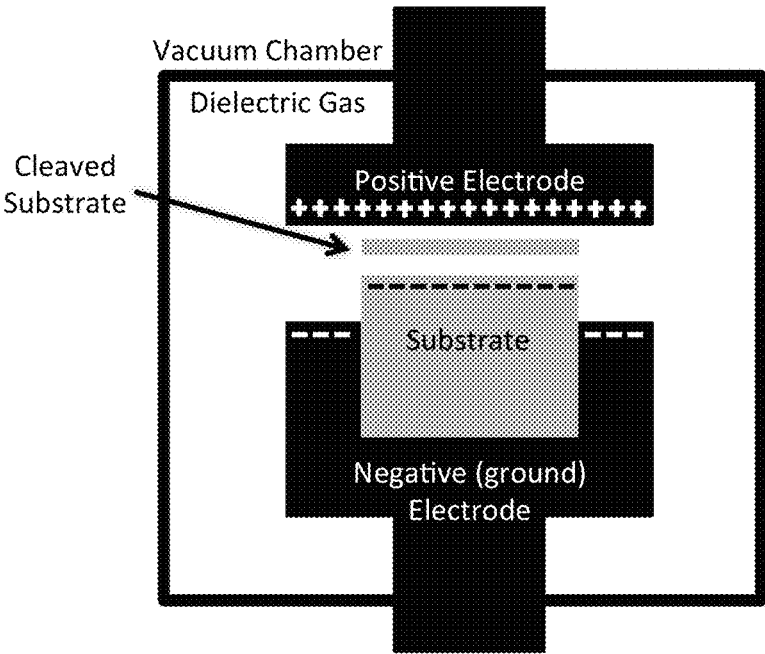 Vacuum Chamber
Dielectric Gas
Cleaved
Substrate
Positive Electrode
+ + + + + + + + + + + + + + + + +
Substrate
Negative (ground)
Electrode